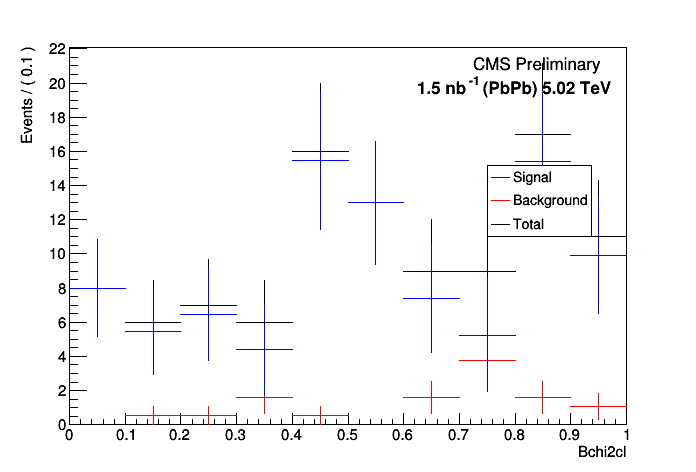 CMS Preliminary
1.5 nb-1 (PbPb) 5.02 TeV
Events / ( 0.1 )
22
20
18
16
14
12
10
8
6
4
2
0
Signal
Background
Total
0 0.1 0.2 0.3 0.4 0.5 0.6 0.7 0.8 0.9 1
Bchi2cl